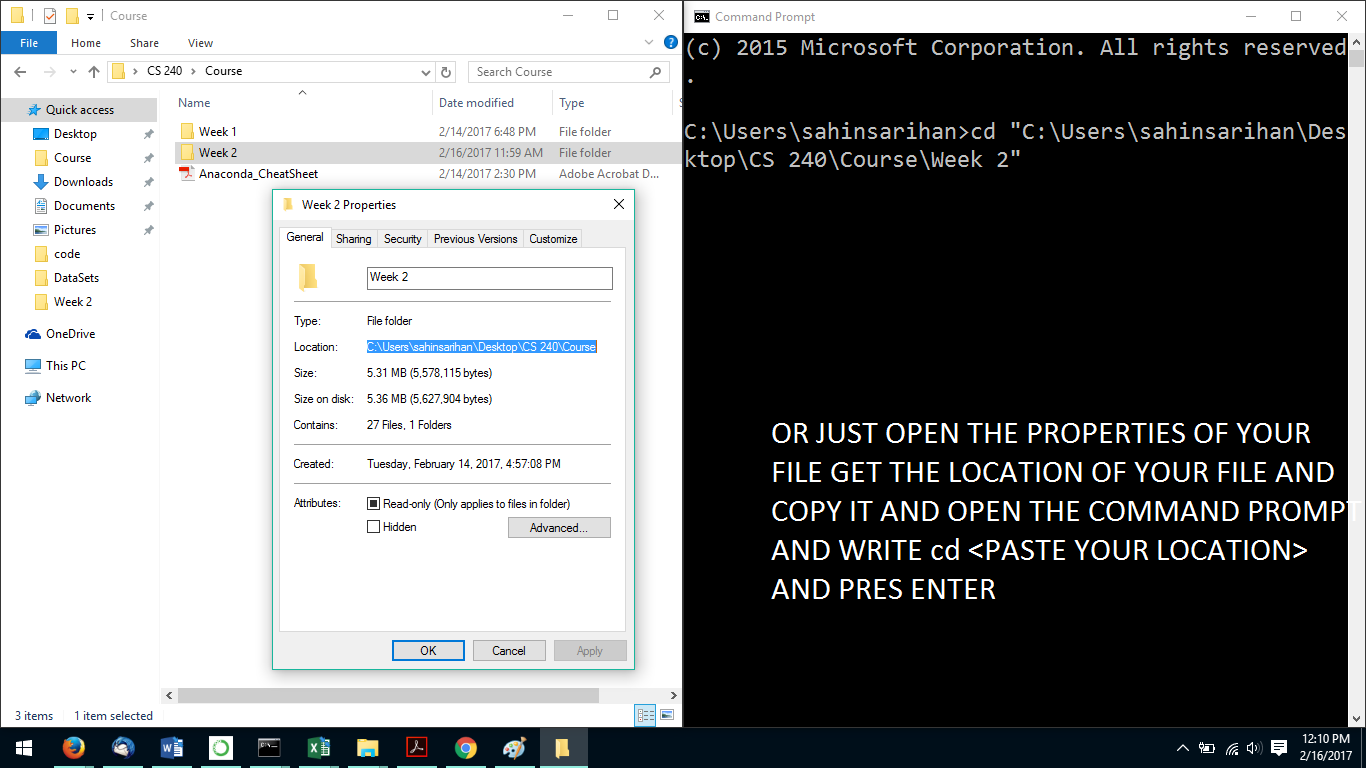 Course
File Home Share View
CS 240 > Course
Search Course
Quick access
Desktop
Course
Downloads
Documents
Pictures
code
DataSets
Week 2
OneDrive
This PC
Network
Name Date modified Type
Week 1 2/14/2017 6:48 PM File folder
Week 2 2/16/2017 11:59 AM File folder
Anaconda_CheatSheet 2/14/2017 2:30 PM Adobe Acrobat D...
Week 2 Properties
General Sharing Security Previous Versions Customize
Week 2
Type: File folder
Location: C:\Users\sahinsarihan\Desktop\CS 240\Course
Size: 5.31 MB (5,578,115 bytes)
Size on disk: 5.36 MB (5,627,904 bytes)
Contains: 27 Files, 1 Folders
Created: Tuesday, February 14, 2017, 4:57:08 PM
Attributes: Read-only (Only applies to files in folder)
Hidden Advanced...
OK Cancel Apply
3 items 1 item selected
Command Prompt
(c) 2015 Microsoft Corporation. All rights reserved
.
C:\Users\sahinsarihan>cd "C:\Users\sahinsarihan\Des
ktop\CS 240\Course\Week 2"
OR JUST OPEN THE PROPERTIES OF YOUR
FILE GET THE LOCATION OF YOUR FILE AND
COPY IT AND OPEN THE COMMAND PROMPT
AND WRITE cd <PASTE YOUR LOCATION>
AND PRES ENTER
12:10 PM
2/16/2017